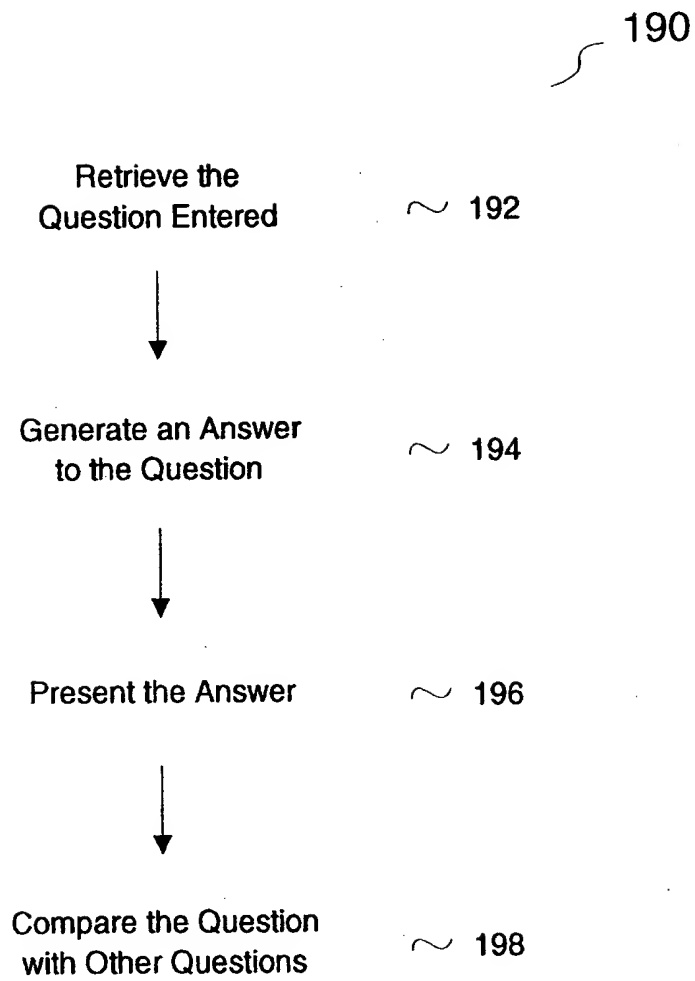 190
Retrieve the
Question Entered
192
Generate an Answer
to the Question
194
Present the Answer
196
Compare the Question
with Other Questions
198